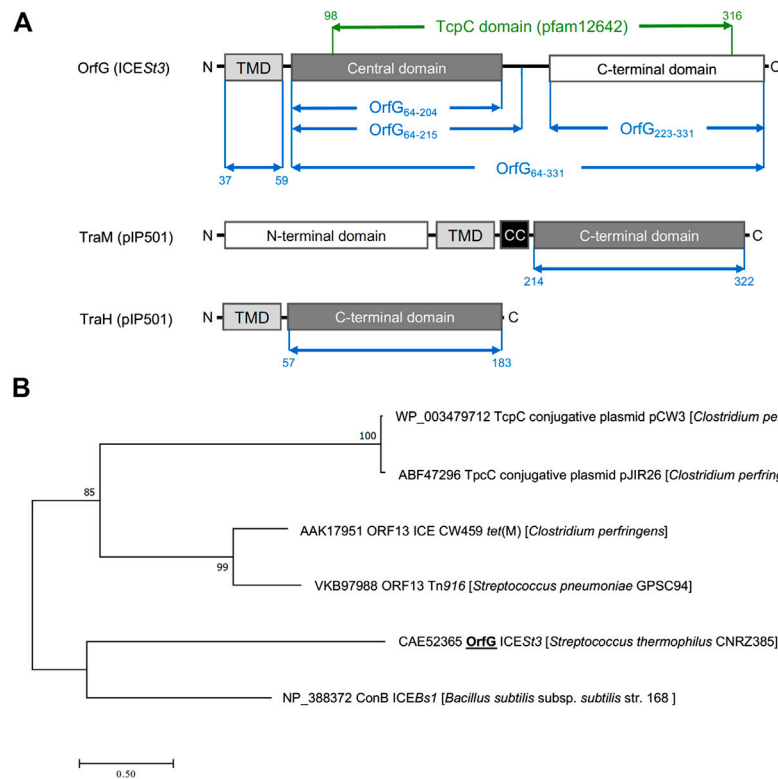 A
98 316
TcpC domain (pfam12642)
OrfG (ICESt3) N TMD Central domain C-terminal domain C
OrfG64-204
OrfG64-215 OrfG223-331
OrfG64-331
37 59
TraM (pIP501) N N-terminal domain TMD CC C-terminal domain C
214 322
TraH (pIP501) N TMD C-terminal domain C
57 183
B
WP_003479712 TcpC conjugative plasmid pCW3 [Clostridium pe
100
ABF47296 TpcC conjugative plasmid pJIR26 [Clostridium perfring
85
AAK17951 ORF13 ICE CW459 tet(M) [Clostridium perfringens]
99
VKB97988 ORF13 Tn916 [Streptococcus pneumoniae GPSC94]
CAE52365 OrfG ICESt3 [Streptococcus thermophilus CNRZ385]
NP_388372 ConB ICEBs1 [Bacillus subtilis subsp. subtilis str. 168 ]
0.50